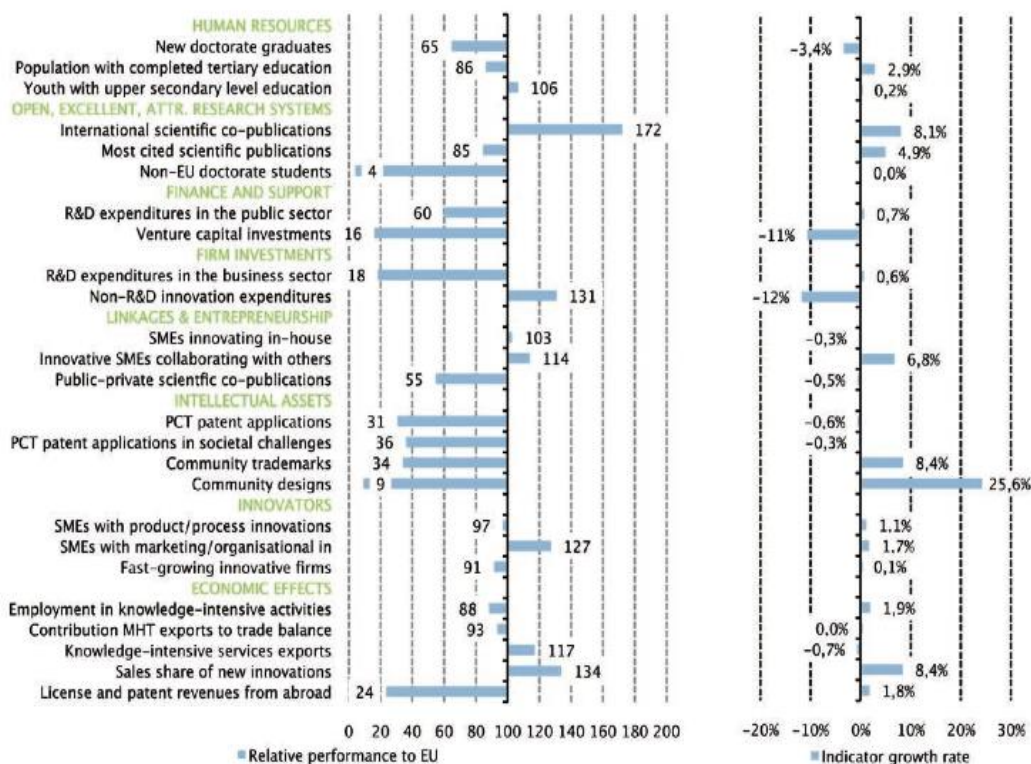 HUMAN RESOURCES
New doctorate graduates 65 -3,4%
Population with completed tertiary education 86 2,9%
Youth with upper secondary level education 106 0,2%
OPEN, EXCELLENT, ATTR. RESEARCH SYSTEMS
International scientific co-publications 172 8,1%
Most cited scientific publications 85 4,9%
Non-EU doctorate students 4 0,0%
FINANCE AND SUPPORT
R&D expenditures in the public sector 60 0,7%
Venture capital investments 16 -11%
FIRM INVESTMENTS
R&D expenditures in the business sector 18 0,6%
Non-R&D innovation expenditures 131 -12%
LINKAGES & ENTREPRENEURSHIP
SMEs innovating in-house 103 -0,3%
Innovative SMEs collaborating with others 114 6,8%
Public-private scientfc co-publications 55 -0,5%
INTELLECTUAL ASSETS
PCT patent applications 31 -0,6%
PCT patent applications in societal challenges 36 -0,3%
Community trademarks 34 8,4%
Community designs 9 25,6%
INNOVATORS
SMEs with product/process innovations 97 1.1%
SMEs with marketing/organisational in 127 1.7%
Fast-growing innovative firms 91 0,1%
ECONOMIC EFFECTS
Employment in knowledge-intensive activities 88 1,9%
Contribution MHT exports to trade balance 93 0.0%
Knowledge-intensive services exports 117 -0,7%
Sales share of new innovations 134 8,4%
License and patent revenues from abroad 24 1,8%
0 20 40 60 80 100 120 140 160 180 200 -20% -10% 0% 10% 20% 30%
Relative performance to EU Indicator growth rate